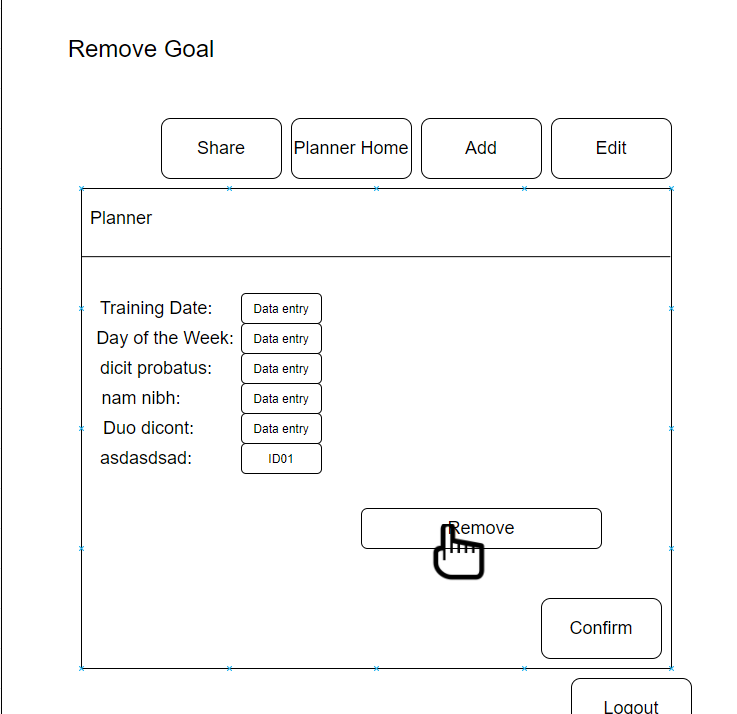 Remove Goal
Share
Planner Home
Add
Edit
Planner
Training Date: Data entry
Day of the Week: Data entry
dicit probatus: Data entry
nam nibh: Data entry
Duo dicont: Data entry
asdasdsad: ID01
Remove
Confirm
Logout